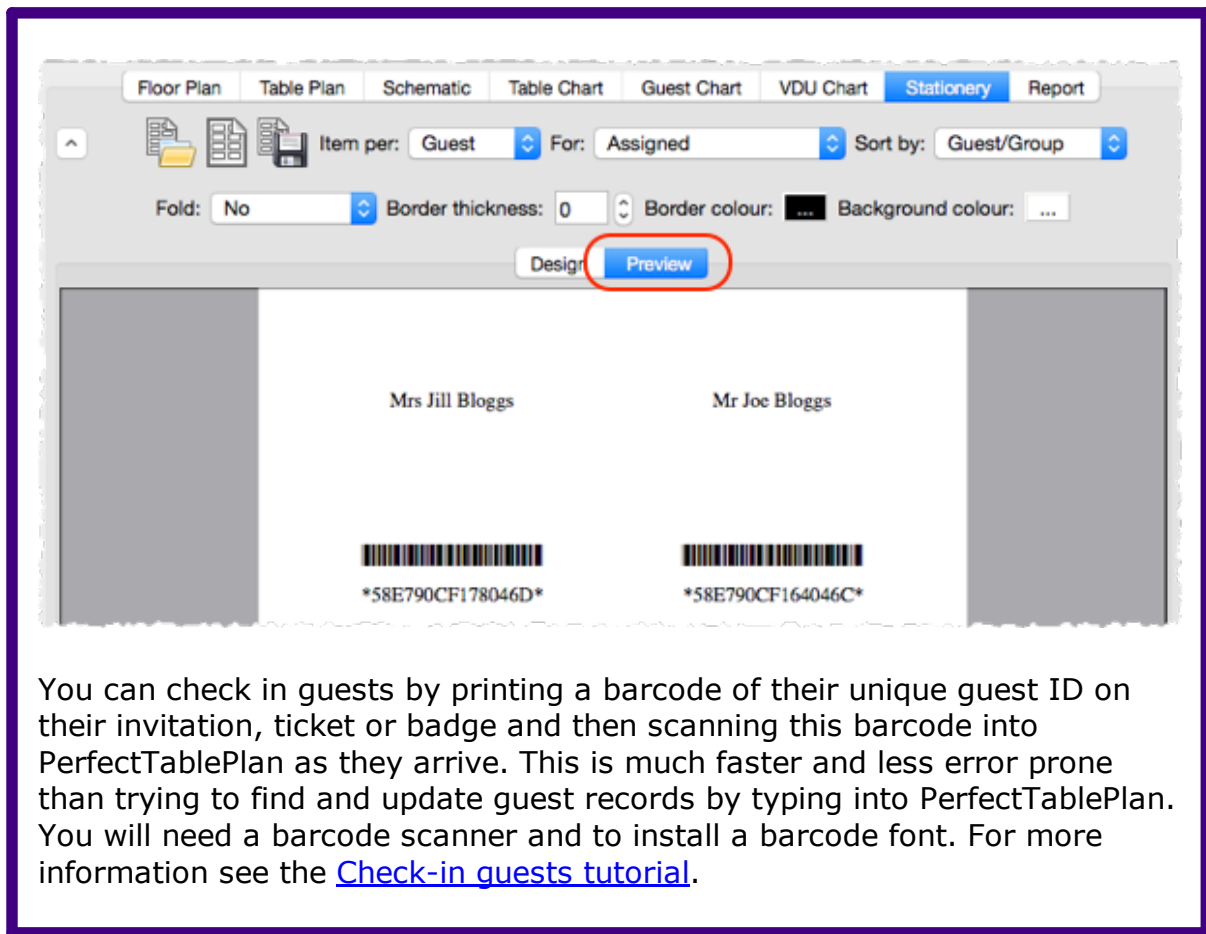 Floor Plan Table Plan Schematic Table Chart Guest Chart VDU Chart Stationery Report
Item per: Guest For: Assigned Sort by: Guest/Group
Fold: No Border thickness: 0 Border colour: ... Background colour: ...
Design Preview
Mrs Jill Bloggs Mr Joe Bloggs
*58E790CF178046D* *58E790CF164046C*
You can check in guests by printing a barcode of their unique guest ID on
their invitation, ticket or badge and then scanning this barcode into
PerfectTablePlan as they arrive. This is much faster and less error prone
than trying to find and update guest records by typing into PerfectTablePlan.
You will need a barcode scanner and to install a barcode font. For more
information see the Check-in guests tutorial.